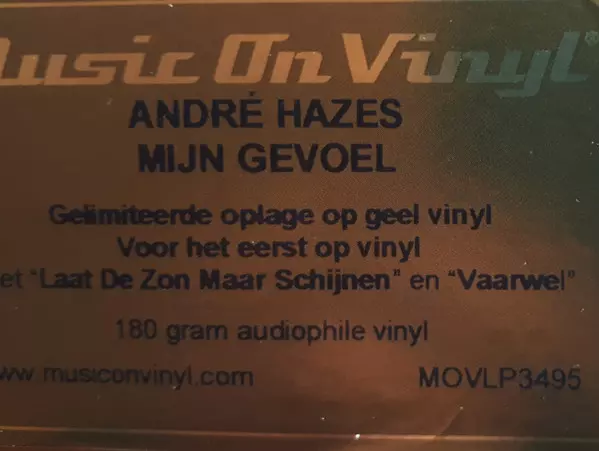 Music On Vinyl®
ANDRÉ HAZES
MIJN GEVOEL
Gelimiteerde oplage op geel vinyl
Voor het eerst op vinyl
et "Laat De Zon Maar Schijnen" en "Vaarwel"
180 gram audiophile vinyl
ww.musiconvinyl.com
MOVLP3495